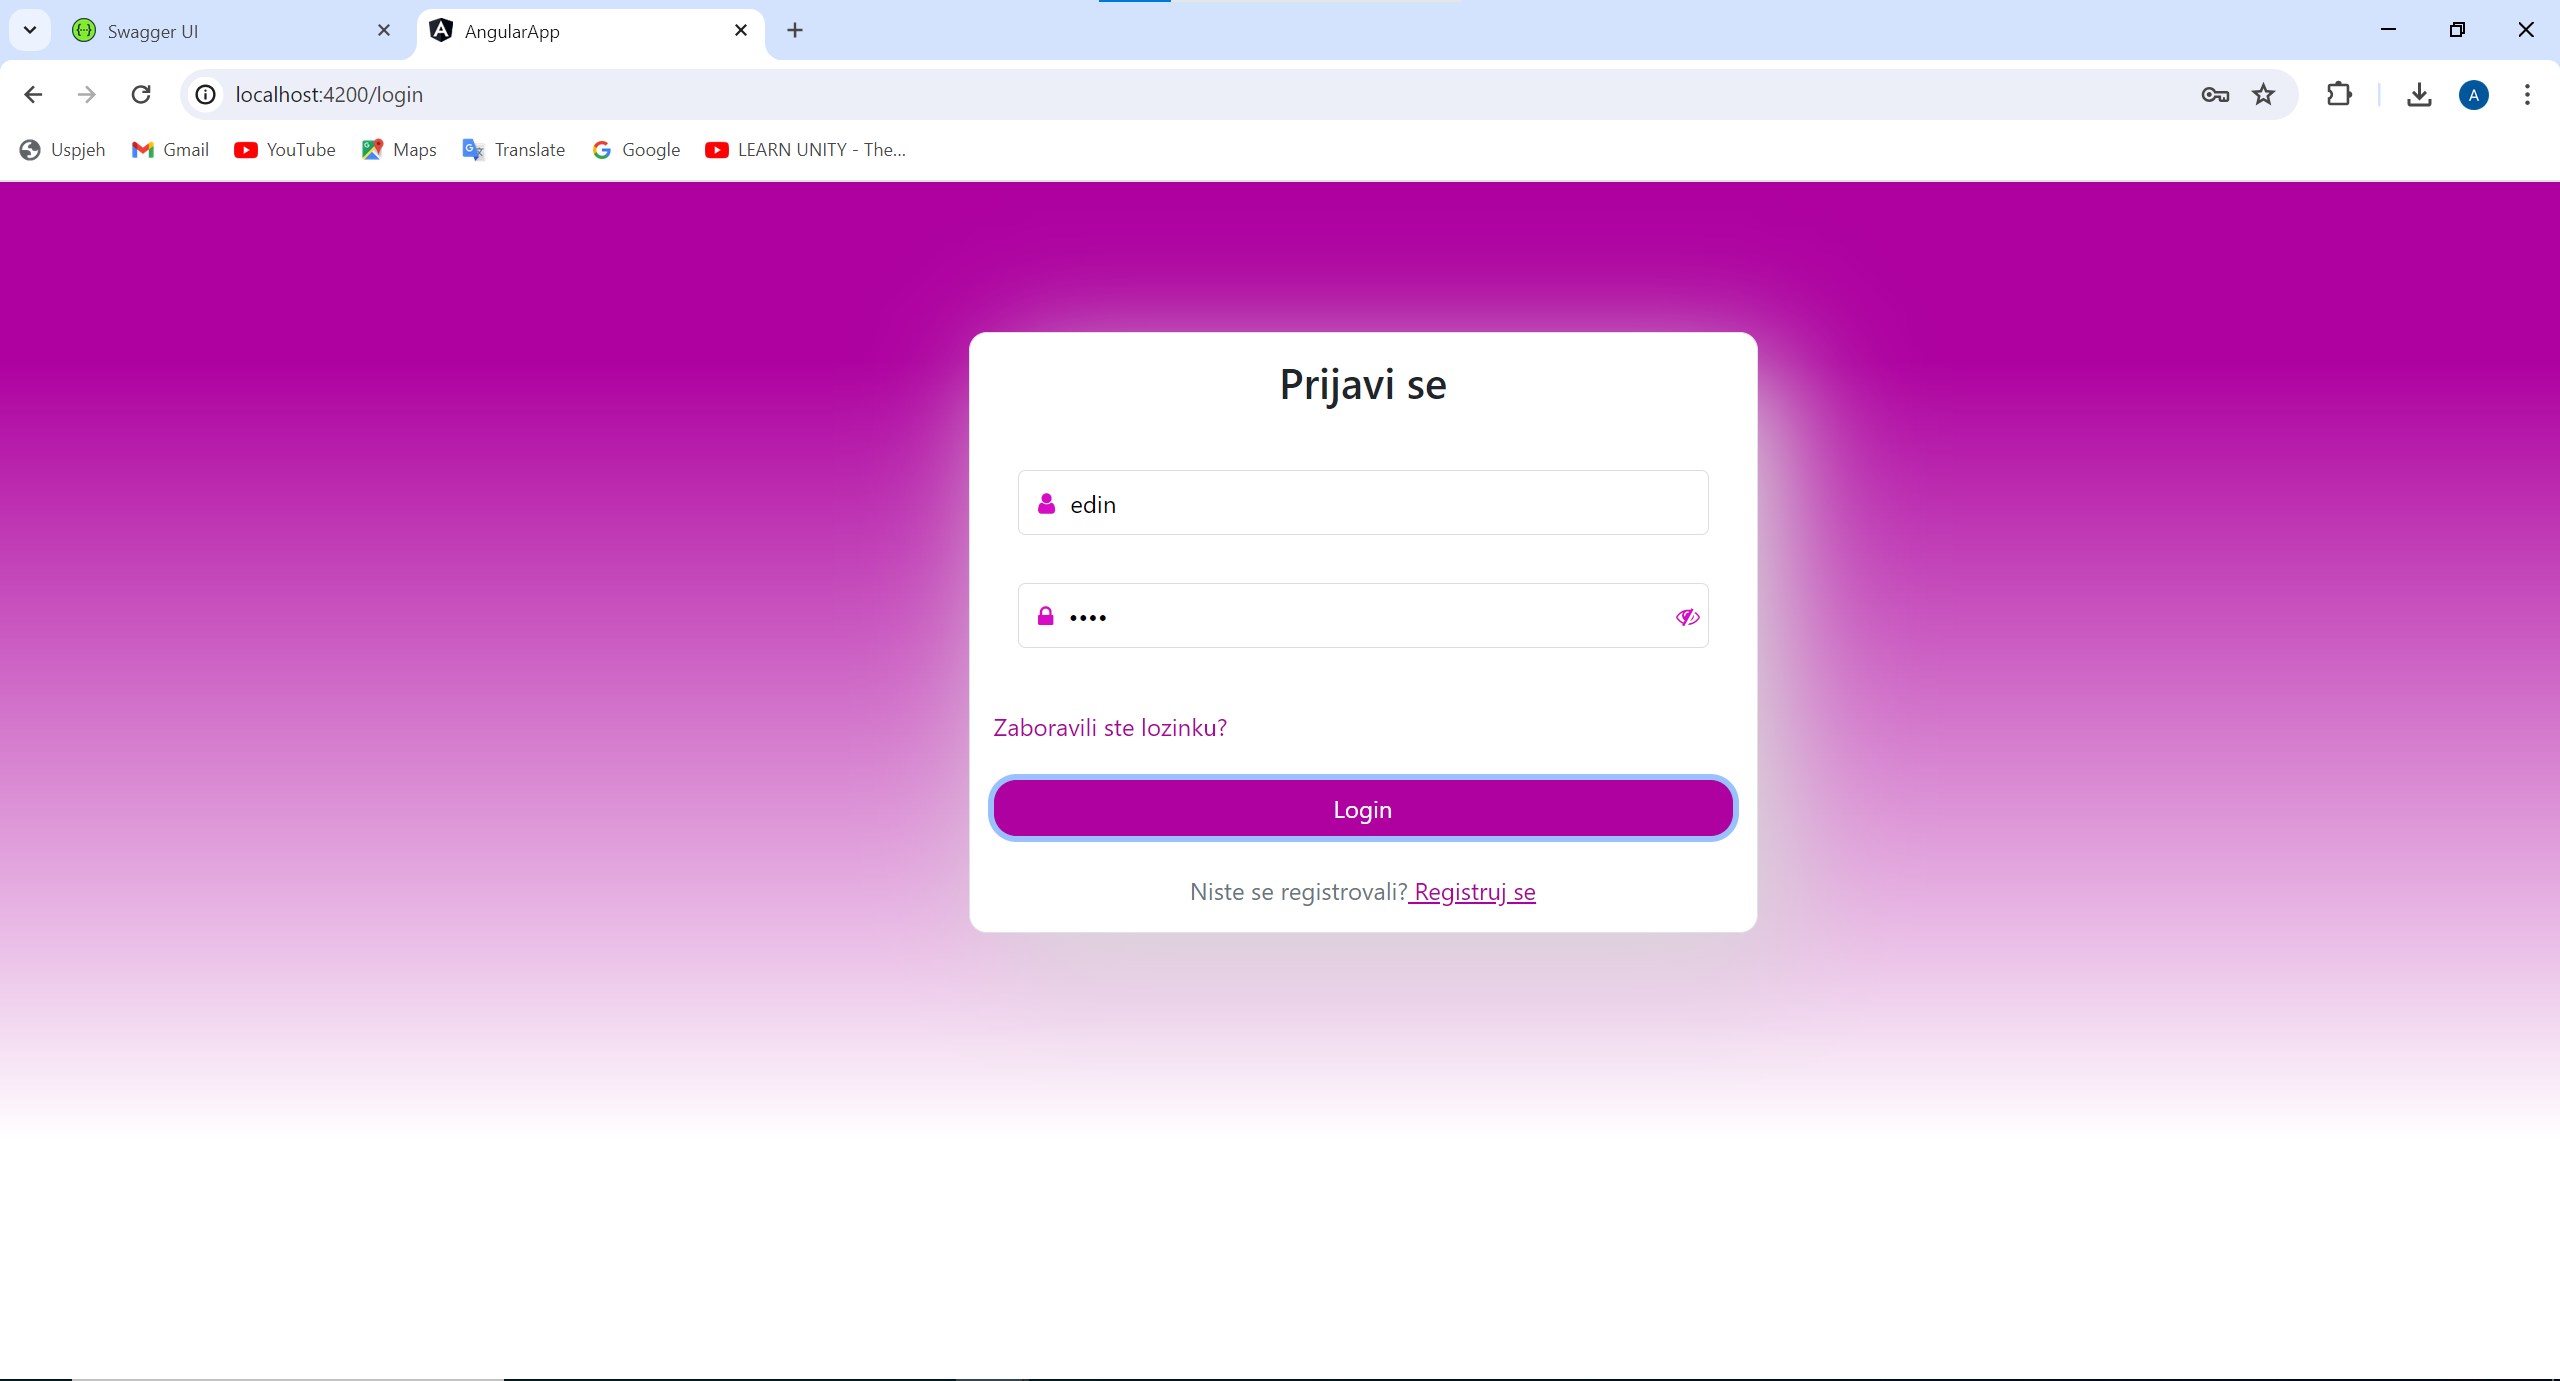 Swagger UI
AngularApp
localhost:4200/login
A
Uspjeh
Gmail
YouTube
Maps
Translate
Google
LEARN UNITY - The...
Prijavi se
edin
••••
Zaboravili ste lozinku?
Login
Niste se registrovali? Registruj se